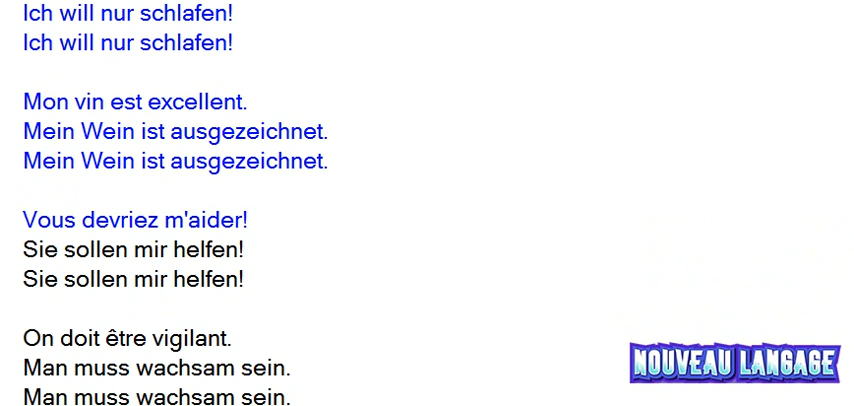 Ich will nur schlafen!
Ich will nur schlafen!
Mon vin est excellent.
Mein Wein ist ausgezeichnet.
Mein Wein ist ausgezeichnet.
Vous devriez m'aider!
Sie sollen mir helfen!
Sie sollen mir helfen!
On doit être vigilant.
Man muss wachsam sein.
Man muss wachsam sein.
NOUVEAU LANGAGE